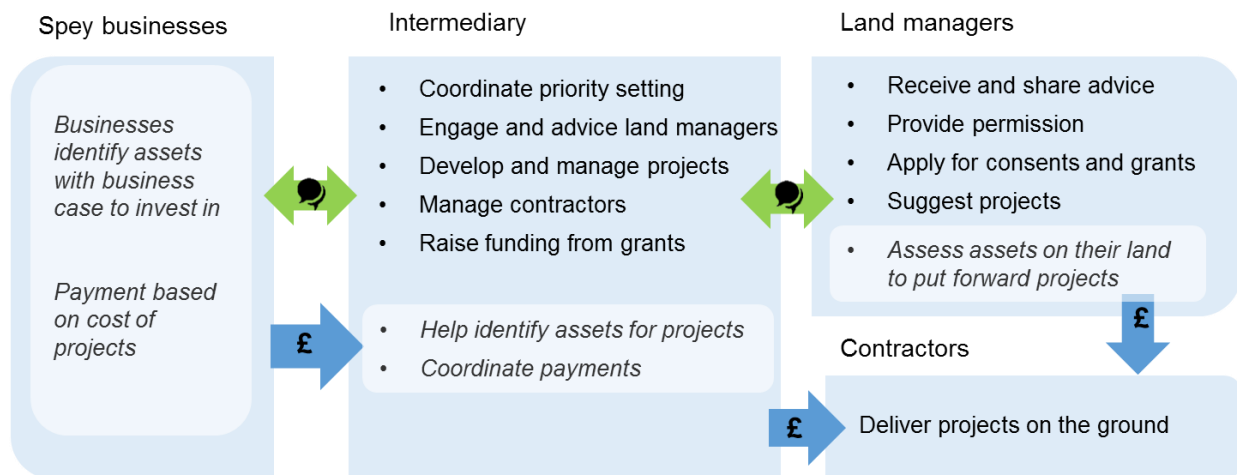 Spey businesses
Businesses
identify assets
with business
case to invest in
Payment based
on cost of
projects
£
Intermediary
• Coordinate priority setting
• Engage and advice land managers
• Develop and manage projects
• Manage contractors
• Raise funding from grants
• Help identify assets for projects
• Coordinate payments
£
Land managers
• Receive and share advice
• Provide permission
• Apply for consents and grants
• Suggest projects
• Assess assets on their land
to put forward projects
£
Contractors
Deliver projects on the ground